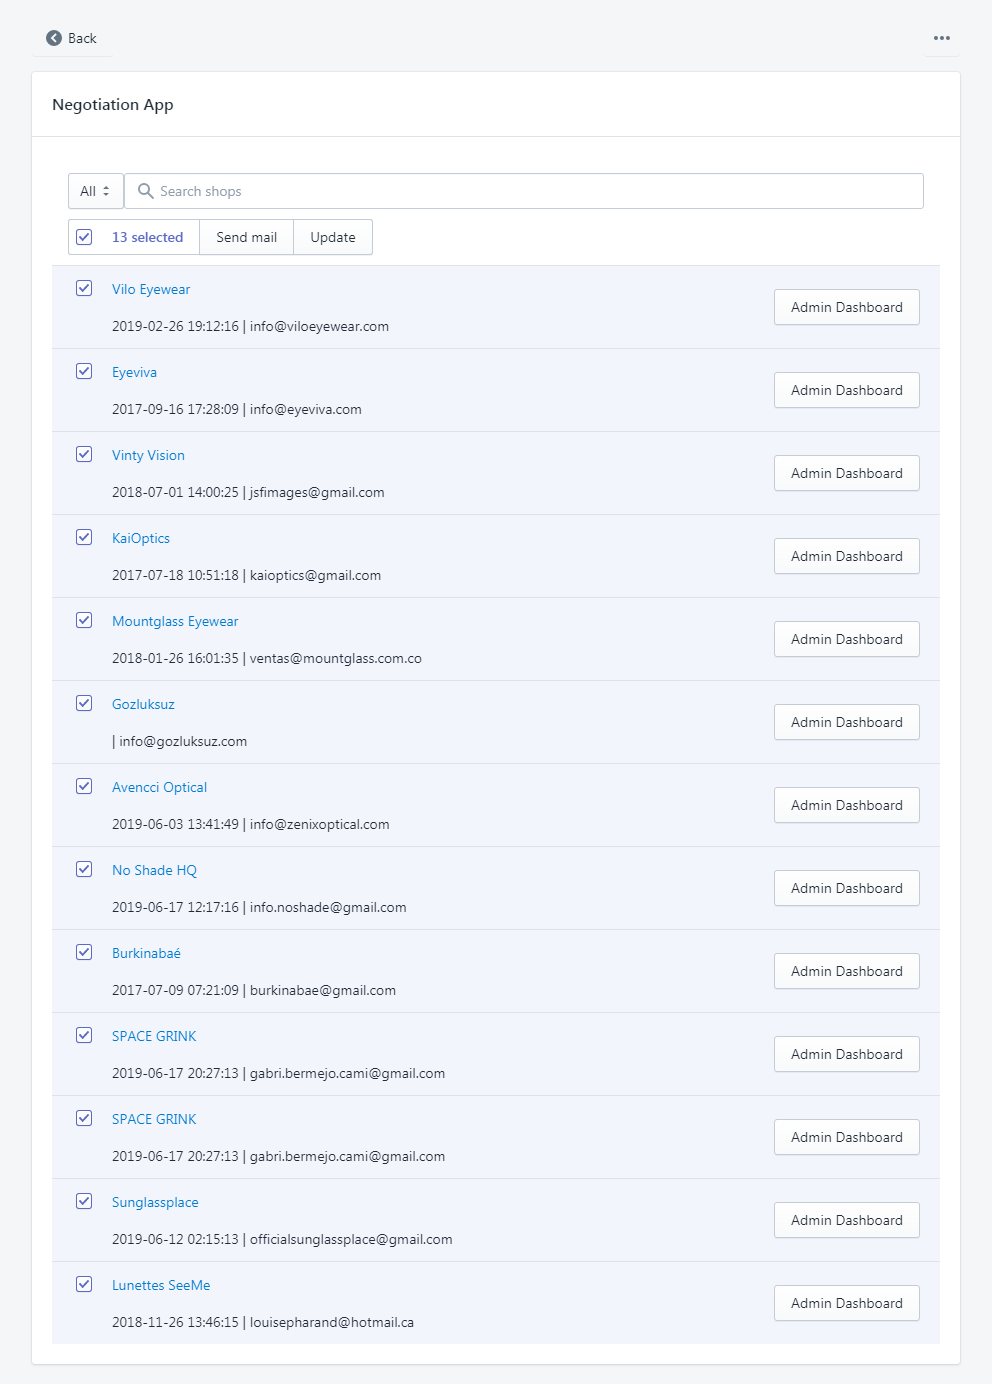 Back
Negotiation App
All
Search shops
13 selected
Send mail
Update
Vilo Eyewear
Admin Dashboard
2019-02-26 19:12:16 | info@viloeyewear.com
Eyeviva
Admin Dashboard
2017-09-16 17:28:09 | info@eyeviva.com
Vinty Vision
Admin Dashboard
2018-07-01 14:00:25 | jsfimages@gmail.com
KaiOptics
Admin Dashboard
2017-07-18 10:51:18 | kaioptics@gmail.com
Mountglass Eyewear
Admin Dashboard
2018-01-26 16:01:35 | ventas@mountglass.com.co
Gozluksuz
Admin Dashboard
| info@gozluksuz.com
Avencci Optical
Admin Dashboard
2019-06-03 13:41:49 | info@zenixoptical.com
No Shade HQ
Admin Dashboard
2019-06-17 12:17:16 | info.noshade@gmail.com
Burkinabaé
Admin Dashboard
2017-07-09 07:21:09 | burkinabae@gmail.com
SPACE GRINK
Admin Dashboard
2019-06-17 20:27:13 | gabri.bermejo.cami@gmail.com
SPACE GRINK
Admin Dashboard
2019-06-17 20:27:13 | gabri.bermejo.cami@gmail.com
Sunglassplace
Admin Dashboard
2019-06-12 02:15:13 | officialsunglassplace@gmail.com
Lunettes SeeMe
Admin Dashboard
2018-11-26 13:46:15 | louisepharand@hotmail.ca